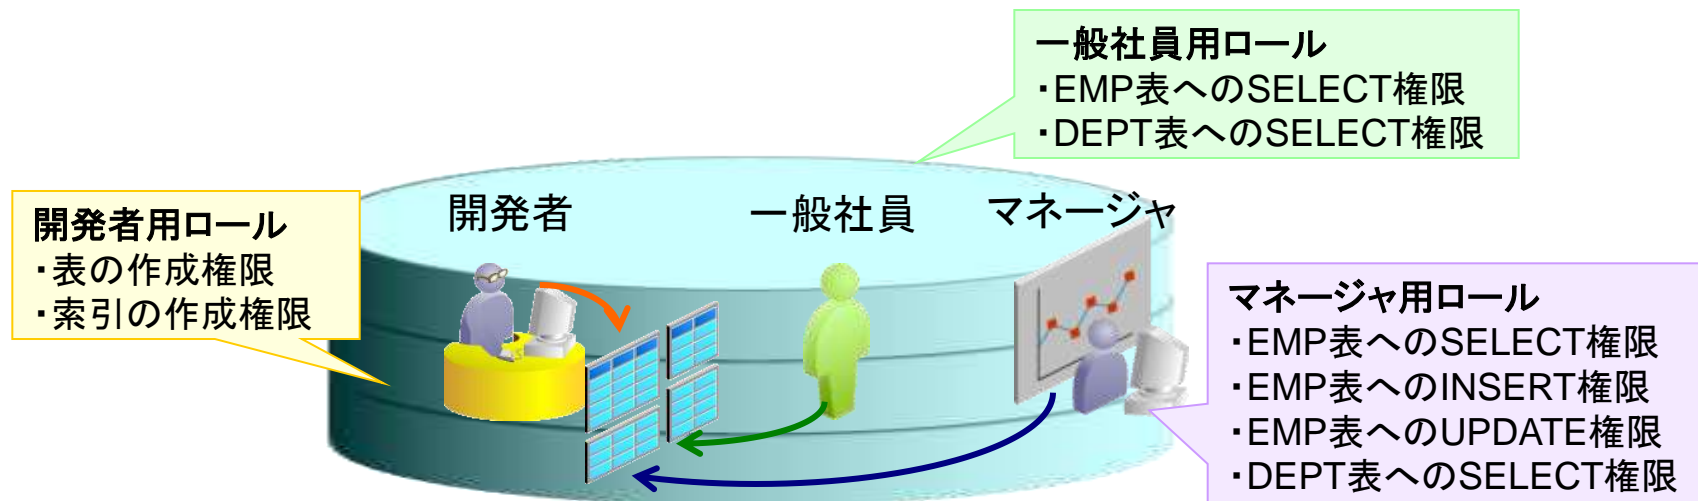 一般社員用ロール
・EMP表へのSELECT権限
・DEPT表へのSELECT権限
開発者
一般社員
マネージャ
開発者用ロール
・表の作成権限
・索引の作成権限
マネージャ用ロール
・EMP表へのSELECT権限
・EMP表へのINSERT権限
・EMP表へのUPDATE権限
・DEPT表へのSELECT権限